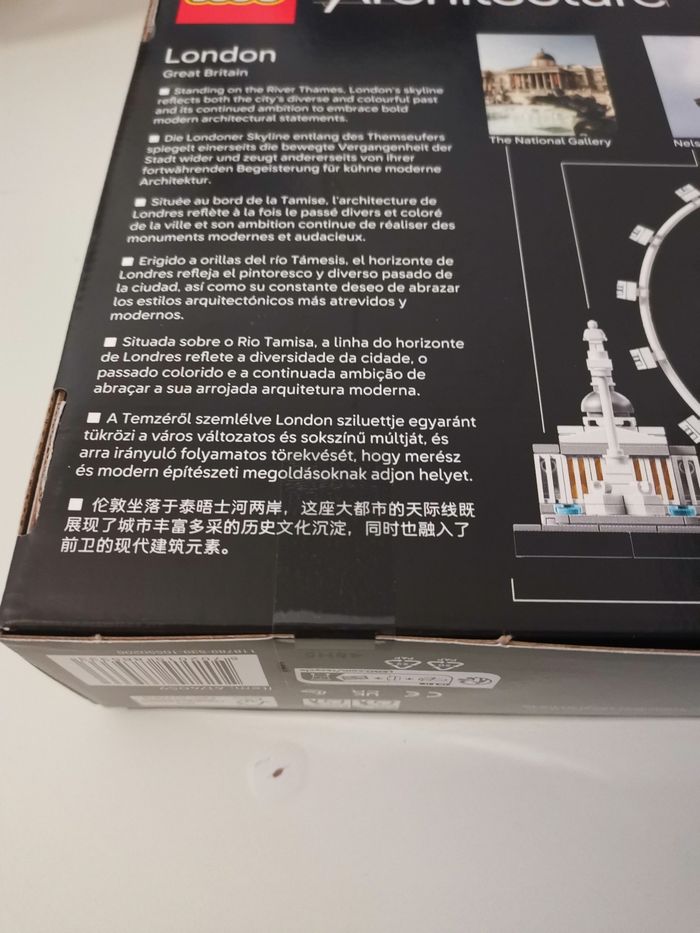 Architecture
London
Great Britain
■ Standing on the River Thames, London's skyline
reflects both the city's diverse and colourful past
and its continued ambition to embrace bold
modern architectural statements.
■ Die Londoner Skyline entlang des Themseufers
spiegelt einerseits die bewegte Vergangenheit der
Stadt wider und zeugt andererseits von ihrer
fortwährenden Begeisterung für kühne moderne
Architektur.
■ Située au bord de la Tamise, l'architecture de
Londres reflète à la fois le passé divers et coloré
de la ville et son ambition continue de réaliser des
monuments modernes et audacieux.
■ Erigido a orillas del río Támesis, el horizonte de
Londres refleja el pintoresco y diverso pasado de
la ciudad, así como su constante deseo de abrazar
los estilos arquitectónicos más atrevidos y
modernos.
■ Situada sobre o Rio Tamisa, a linha do horizonte
de Londres reflete a diversidade da cidade, o
passado colorido e a continuada ambição de
abraçar a sua arrojada arquitetura moderna.
■ A Temzéről szemlélve London sziluettje egyaránt
tükrözi a város változatos és sokszínű múltját, és
arra irányuló folyamatos törekvését, hogy merész
és modern építészeti megoldásoknak adjon helyet.
■ 伦敦坐落于泰晤士河两岸，这座大都市的天际线既
展现了城市丰富多采的历史文化沉淀，同时也融入了
前卫的现代建筑元素。
The National Gallery
Nels